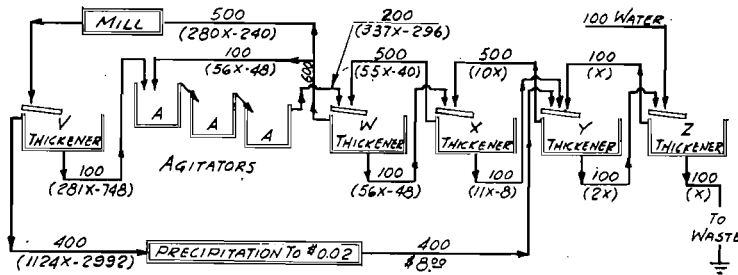 MILL
500
(280X-240)
200
(337X-296)
100
(56X-48)
600
500
(55X-40)
500
(10X)
100
(X)
100 WATER
V
THICKENER
A
A
A
AGITATORS
W
THICKENER
X
THICKENER
Y
THICKENER
Z
THICKENER
100
(281X-748)
100
(56X-48)
100
(11X-8)
100
(2X)
100
(X)
TO
WASTE
400
(1124X-2992)
PRECIPITATION TO $0.02
400
$8.00